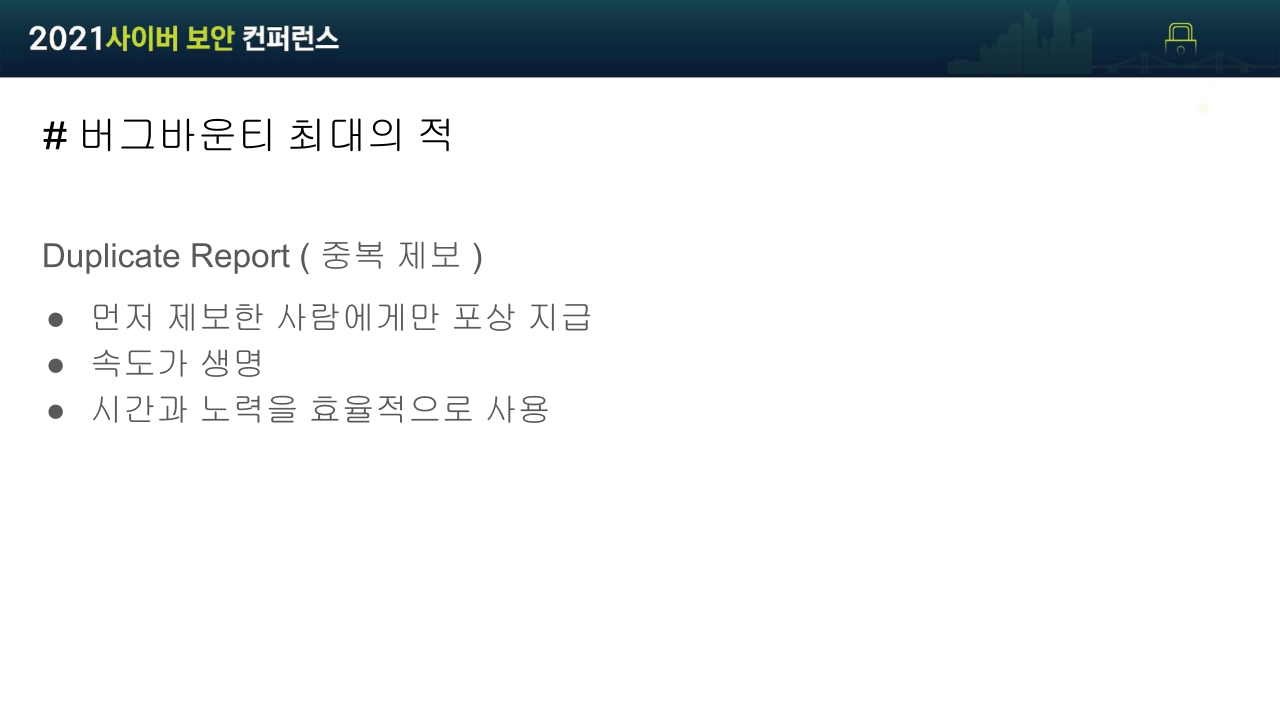 2021사이버 보안 컨퍼런스
# 버그바운티 최대의 적
Duplicate Report ( 중복 제보 )
● 먼저 제보한 사람에게만 포상 지급
● 속도가 생명
● 시간과 노력을 효율적으로 사용